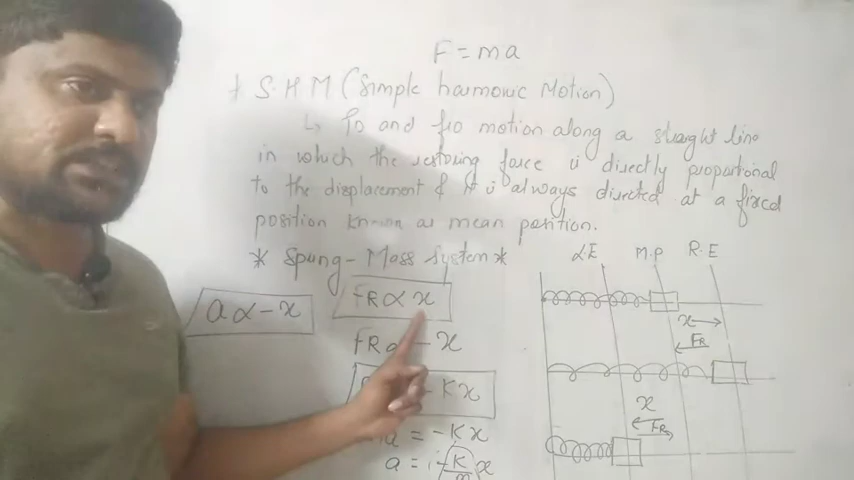 F = ma
+ S.H.M (Simple harmonic Motion)
↳ To and fro motion along a straight line
in which the restoring force is directly proportional
to the displacement & it is always directed at a fixed
position known as mean position.
* Spring-Mass System *
L.E M.P R.E
a ∝ -x
FR ∝ x
FR ∝ - x
- Kx
a = -Kx
a = - K x
x →
← FR
x
←
FR →